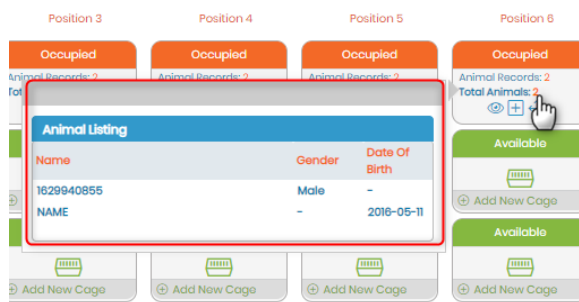 Position 3 Position 4 Position 5 Position 6
Occupied Occupied Occupied Occupied
Animal Records: 2 Animal Records: 2 Animal Records: 2 Animal Records: 2
Total Animals: 2
Animal Listing
Name Gender Date Of
Birth
1629940855 Male -
NAME - 2016-05-11
Available
Add New Cage
Available
Add New Cage Add New Cage Add New Cage Add New Cage